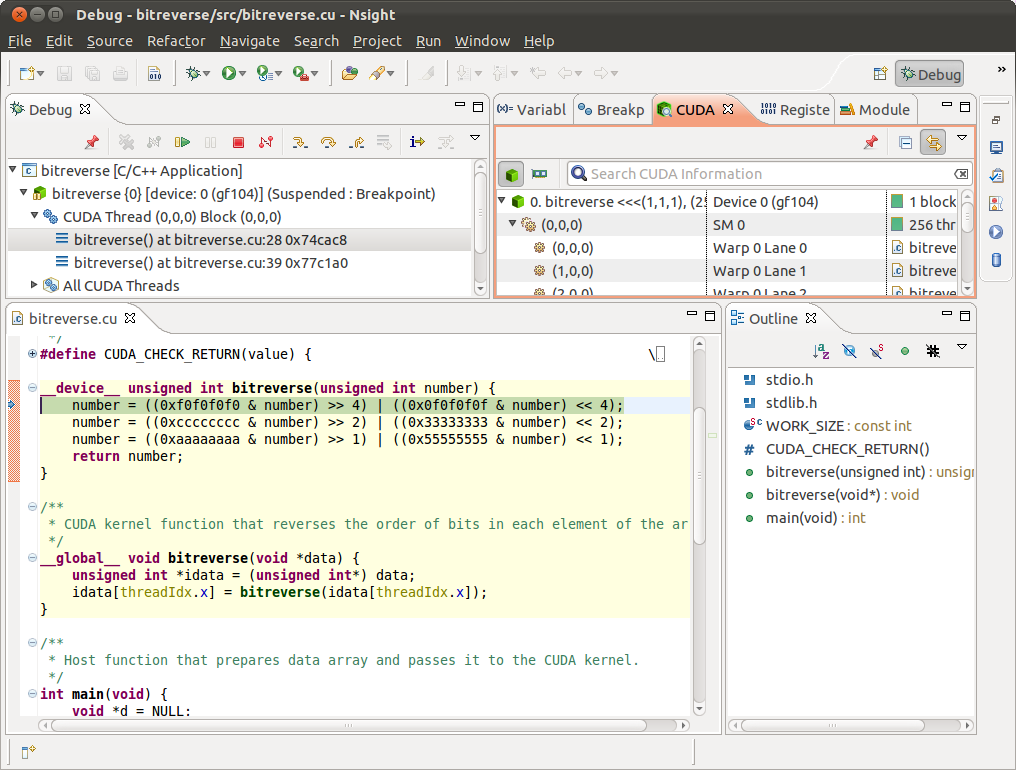 Debug - bitreverse/src/bitreverse.cu - Nsight
File Edit Source Refactor Navigate Search Project Run Window Help
Debug
Debug
bitreverse [C/C++ Application]
bitreverse {0} [device: 0 (gf104)] (Suspended : Breakpoint)
CUDA Thread (0,0,0) Block (0,0,0)
bitreverse() at bitreverse.cu:28 0x74cac8
bitreverse() at bitreverse.cu:39 0x77c1a0
All CUDA Threads
Variabl Breakp CUDA Registe Module
Search CUDA Information
0. bitreverse <<<(1,1,1), (25 Device 0 (gf104) 1 block
(0,0,0) SM 0 256 thr
(0,0,0) Warp 0 Lane 0 bitreve
(1,0,0) Warp 0 Lane 1 bitreve
(2,0,0) Warp 0 Lane 2 bitreve
bitreverse.cu
*/
#define CUDA_CHECK_RETURN(value) { \
__device__ unsigned int bitreverse(unsigned int number) {
number = ((0xf0f0f0f0 & number) >> 4) | ((0x0f0f0f0f & number) << 4);
number = ((0xcccccccc & number) >> 2) | ((0x33333333 & number) << 2);
number = ((0xaaaaaaaa & number) >> 1) | ((0x55555555 & number) << 1);
return number;
}
/**
* CUDA kernel function that reverses the order of bits in each element of the ar
*/
__global__ void bitreverse(void *data) {
unsigned int *idata = (unsigned int*) data;
idata[threadIdx.x] = bitreverse(idata[threadIdx.x]);
}
/**
* Host function that prepares data array and passes it to the CUDA kernel.
*/
int main(void) {
void *d = NULL;
Outline
stdio.h
stdlib.h
WORK_SIZE : const int
CUDA_CHECK_RETURN()
bitreverse(unsigned int) : unsign
bitreverse(void*) : void
main(void) : int